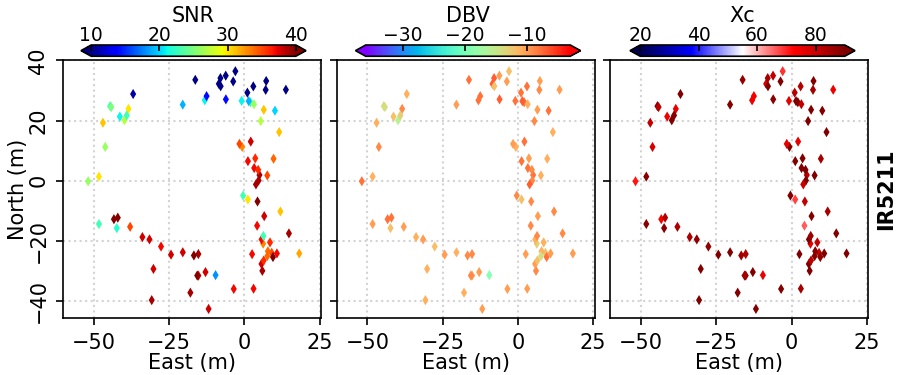 SNR DBV Xc
10 20 30 40 −30 −20 −10 20 40 60 80
40
20
0
−20
−40
North (m)
−50 −25 0 25 −50 −25 0 25 −50 −25 0 25
East (m) East (m) East (m)
IR5211